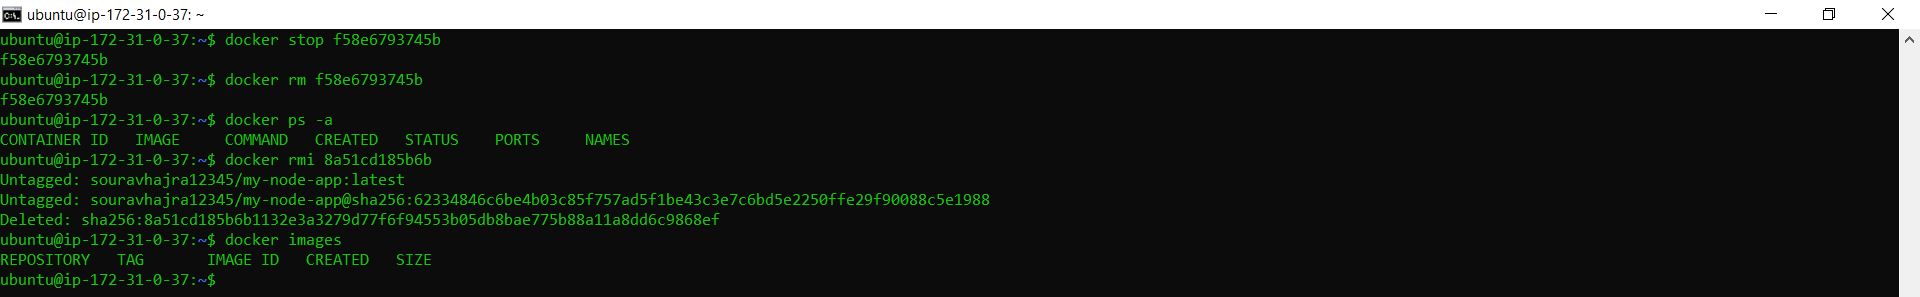 ubuntu@ip-172-31-0-37: ~
ubuntu@ip-172-31-0-37:~$ docker stop f58e6793745b
f58e6793745b
ubuntu@ip-172-31-0-37:~$ docker rm f58e6793745b
f58e6793745b
ubuntu@ip-172-31-0-37:~$ docker ps -a
CONTAINER ID   IMAGE     COMMAND   CREATED   STATUS    PORTS     NAMES
ubuntu@ip-172-31-0-37:~$ docker rmi 8a51cd185b6b
Untagged: souravhajra12345/my-node-app:latest
Untagged: souravhajra12345/my-node-app@sha256:62334846c6be4b03c85f757ad5f1be43c3e7c6bd5e2250ffe29f90088c5e1988
Deleted: sha256:8a51cd185b6b1132e3a3279d77f6f94553b05db8bae775b88a11a8dd6c9868ef
ubuntu@ip-172-31-0-37:~$ docker images
REPOSITORY   TAG       IMAGE ID   CREATED   SIZE
ubuntu@ip-172-31-0-37:~$